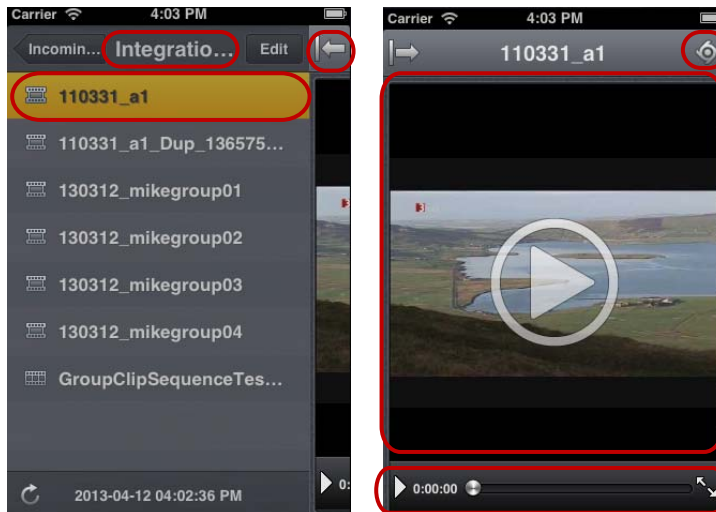 Carrier 4:03 PM
Incomin... Integratio... Edit
110331_a1
110331_a1_Dup_136575...
130312_mikegroup01
130312_mikegroup02
130312_mikegroup03
130312_mikegroup04
GroupClipSequenceTes...
2013-04-12 04:02:36 PM
0:
Carrier 4:03 PM
110331_a1
0:00:00